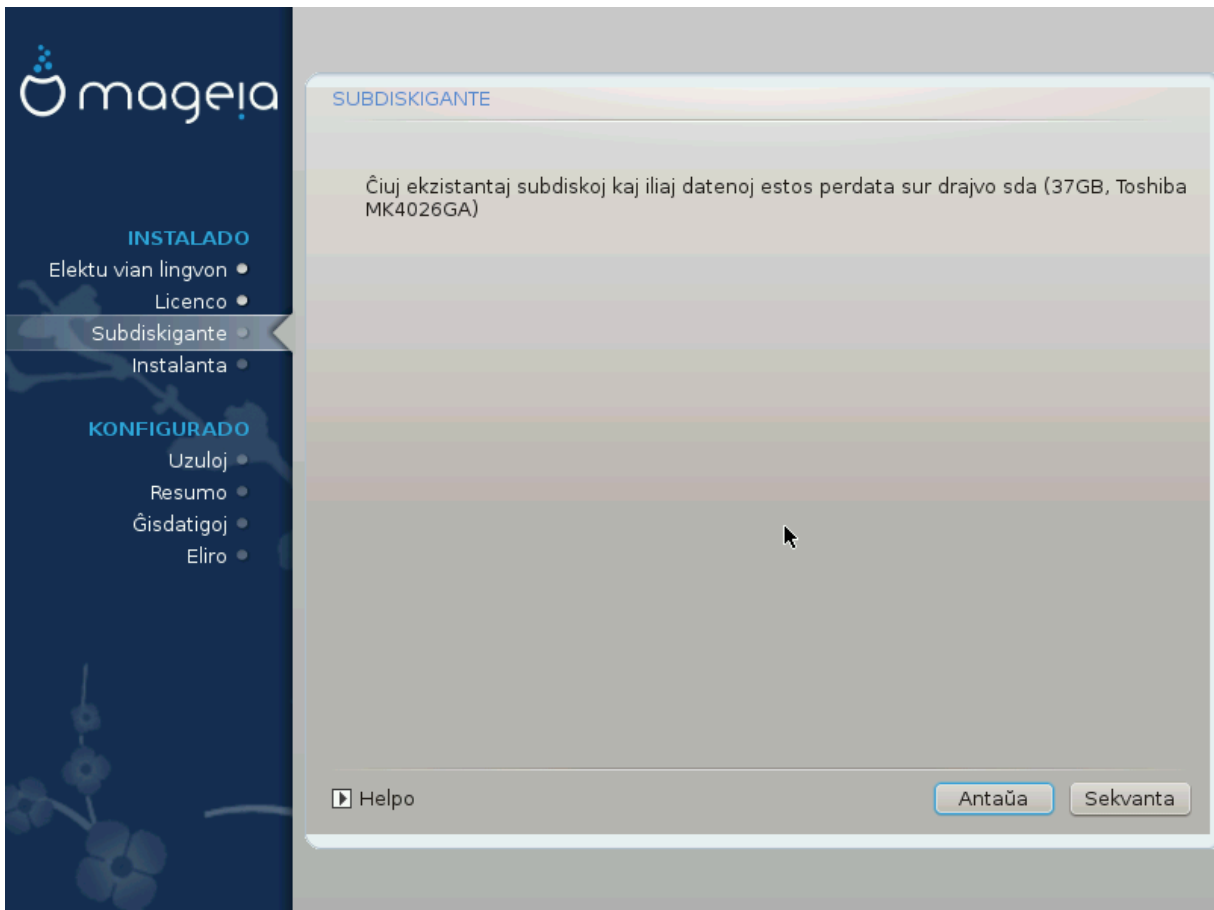 mageia
INSTALADO
Elektu vian lingvon
Licenco
Subdiskigante
Instalanta
KONFIGURADO
Uzuloj
Resumo
Ĝisdatigoj
Eliro
SUBDISKIGANTE
Ĉiuj ekzistantaj subdiskoj kaj iliaj datenoj estos perdata sur drajvo sda (37GB, Toshiba
MK4026GA)
Helpo
Antaŭa
Sekvanta